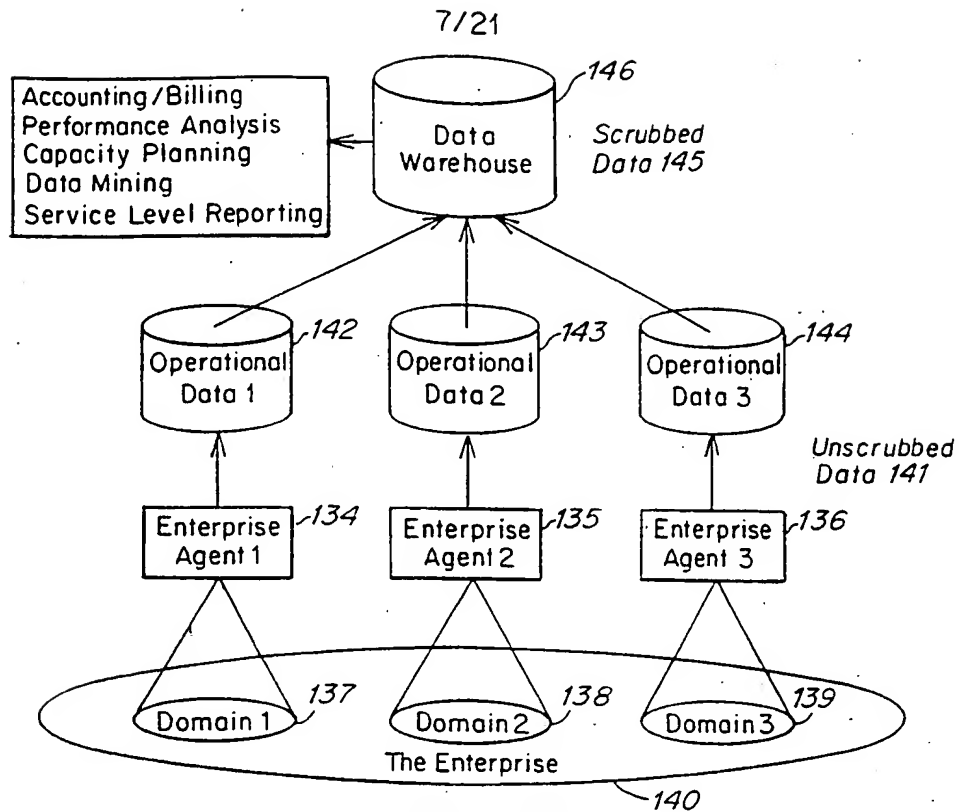 7/21
146
Accounting/Billing
Performance Analysis
Capacity Planning
Data Mining
Service Level Reporting
Data
Warehouse
Scrubbed
Data 145
142
143
144
Operational
Data 1
Operational
Data 2
Operational
Data 3
Unscrubbed
Data 141
134
135
136
Enterprise
Agent 1
Enterprise
Agent 2
Enterprise
Agent 3
137
138
139
Domain 1
Domain 2
Domain 3
The Enterprise
140